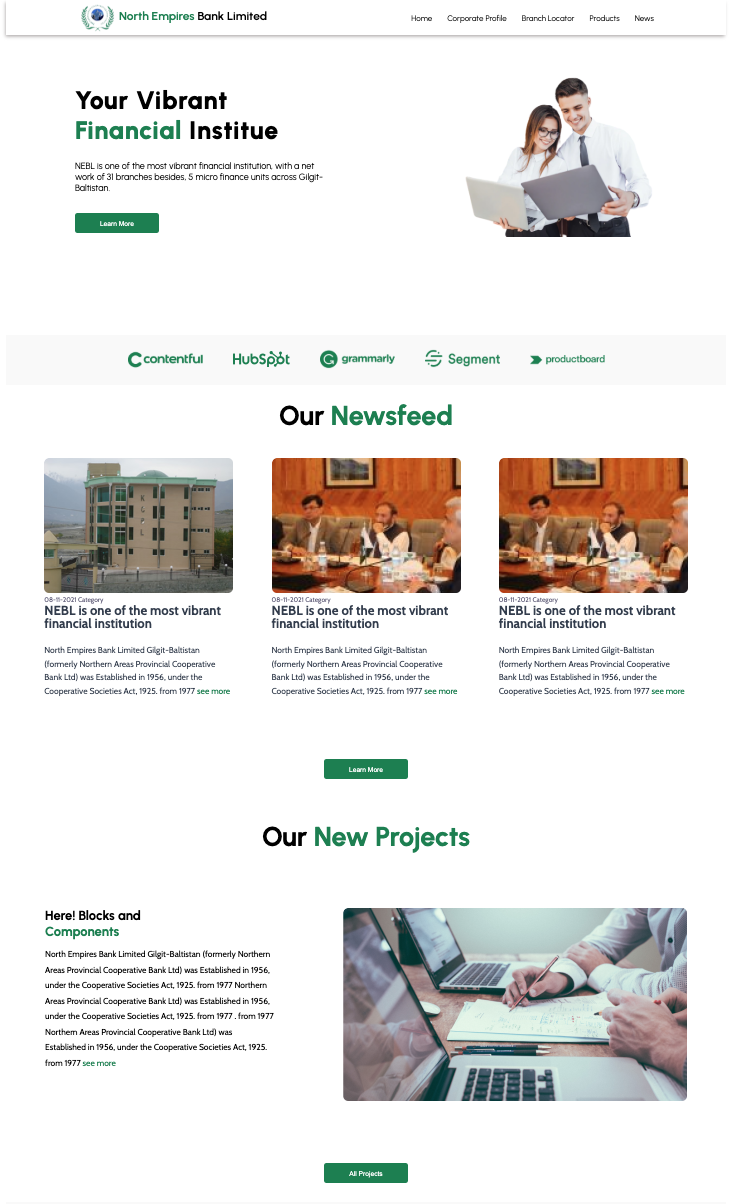 North Empires Bank Limited
Home Corporate Profile Branch Locator Products News
Your Vibrant
Financial Institue
NEBL is one of the most vibrant financial institution, with a net
work of 31 branches besides, 5 micro finance units across Gilgit-
Baltistan.
Learn More
contentful HubSpot grammarly Segment productboard
Our Newsfeed
08-11-2021 Category
NEBL is one of the most vibrant
financial institution
North Empires Bank Limited Gilgit-Baltistan
(formerly Northern Areas Provincial Cooperative
Bank Ltd) was Established in 1956, under the
Cooperative Societies Act, 1925. from 1977 see more
08-11-2021 Category
NEBL is one of the most vibrant
financial institution
North Empires Bank Limited Gilgit-Baltistan
(formerly Northern Areas Provincial Cooperative
Bank Ltd) was Established in 1956, under the
Cooperative Societies Act, 1925. from 1977 see more
08-11-2021 Category
NEBL is one of the most vibrant
financial institution
North Empires Bank Limited Gilgit-Baltistan
(formerly Northern Areas Provincial Cooperative
Bank Ltd) was Established in 1956, under the
Cooperative Societies Act, 1925. from 1977 see more
Learn More
Our New Projects
Here! Blocks and
Components
North Empires Bank Limited Gilgit-Baltistan (formerly Northern
Areas Provincial Cooperative Bank Ltd) was Established in 1956,
under the Cooperative Societies Act, 1925. from 1977 Northern
Areas Provincial Cooperative Bank Ltd) was Established in 1956,
under the Cooperative Societies Act, 1925. from 1977 . from 1977
Northern Areas Provincial Cooperative Bank Ltd) was
Established in 1956, under the Cooperative Societies Act, 1925.
from 1977 see more
All Projects